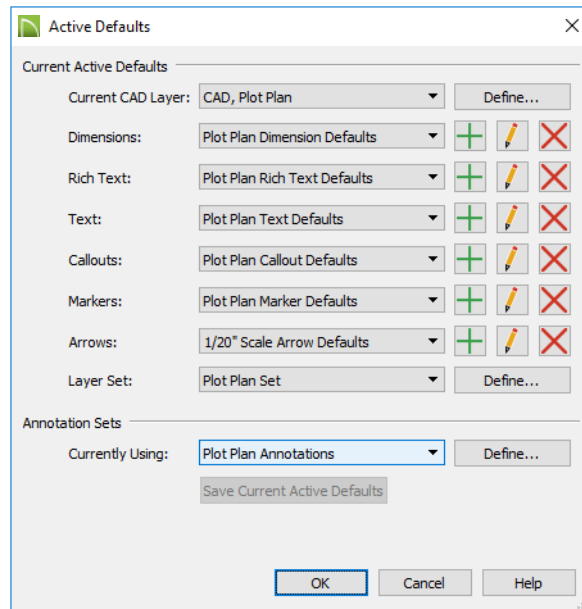 Active Defaults
Current Active Defaults
Current CAD Layer: CAD, Plot Plan Define...
Dimensions: Plot Plan Dimension Defaults
Rich Text: Plot Plan Rich Text Defaults
Text: Plot Plan Text Defaults
Callouts: Plot Plan Callout Defaults
Markers: Plot Plan Marker Defaults
Arrows: 1/20" Scale Arrow Defaults
Layer Set: Plot Plan Set Define...
Annotation Sets
Currently Using: Plot Plan Annotations Define...
Save Current Active Defaults
OK Cancel Help